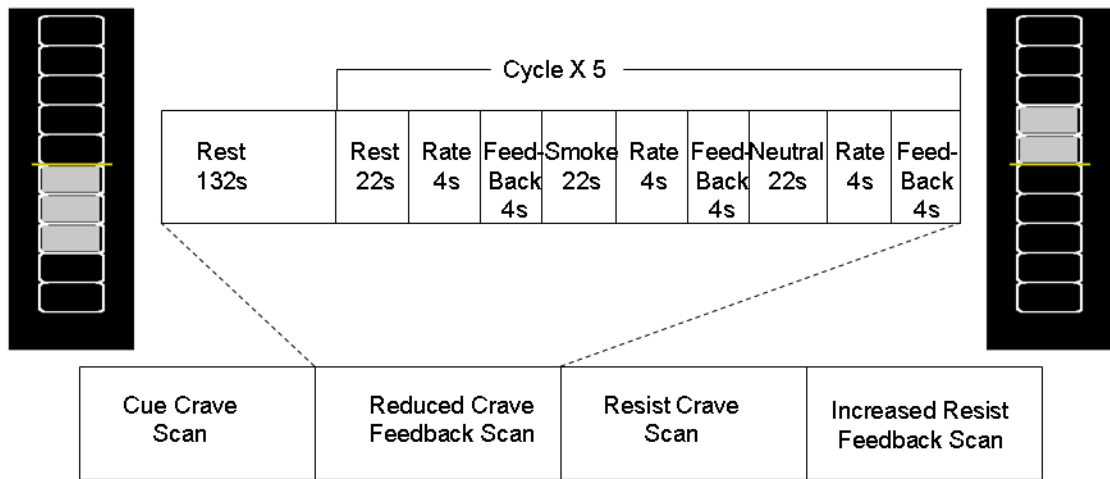 Cycle X 5
Rest
132s
Rest
22s
Rate
4s
Feed-
Back
4s
Smoke
22s
Rate
4s
Feed-
Back
4s
Neutral
22s
Rate
4s
Feed-
Back
4s
Cue Crave
Scan
Reduced Crave
Feedback Scan
Resist Crave
Scan
Increased Resist
Feedback Scan